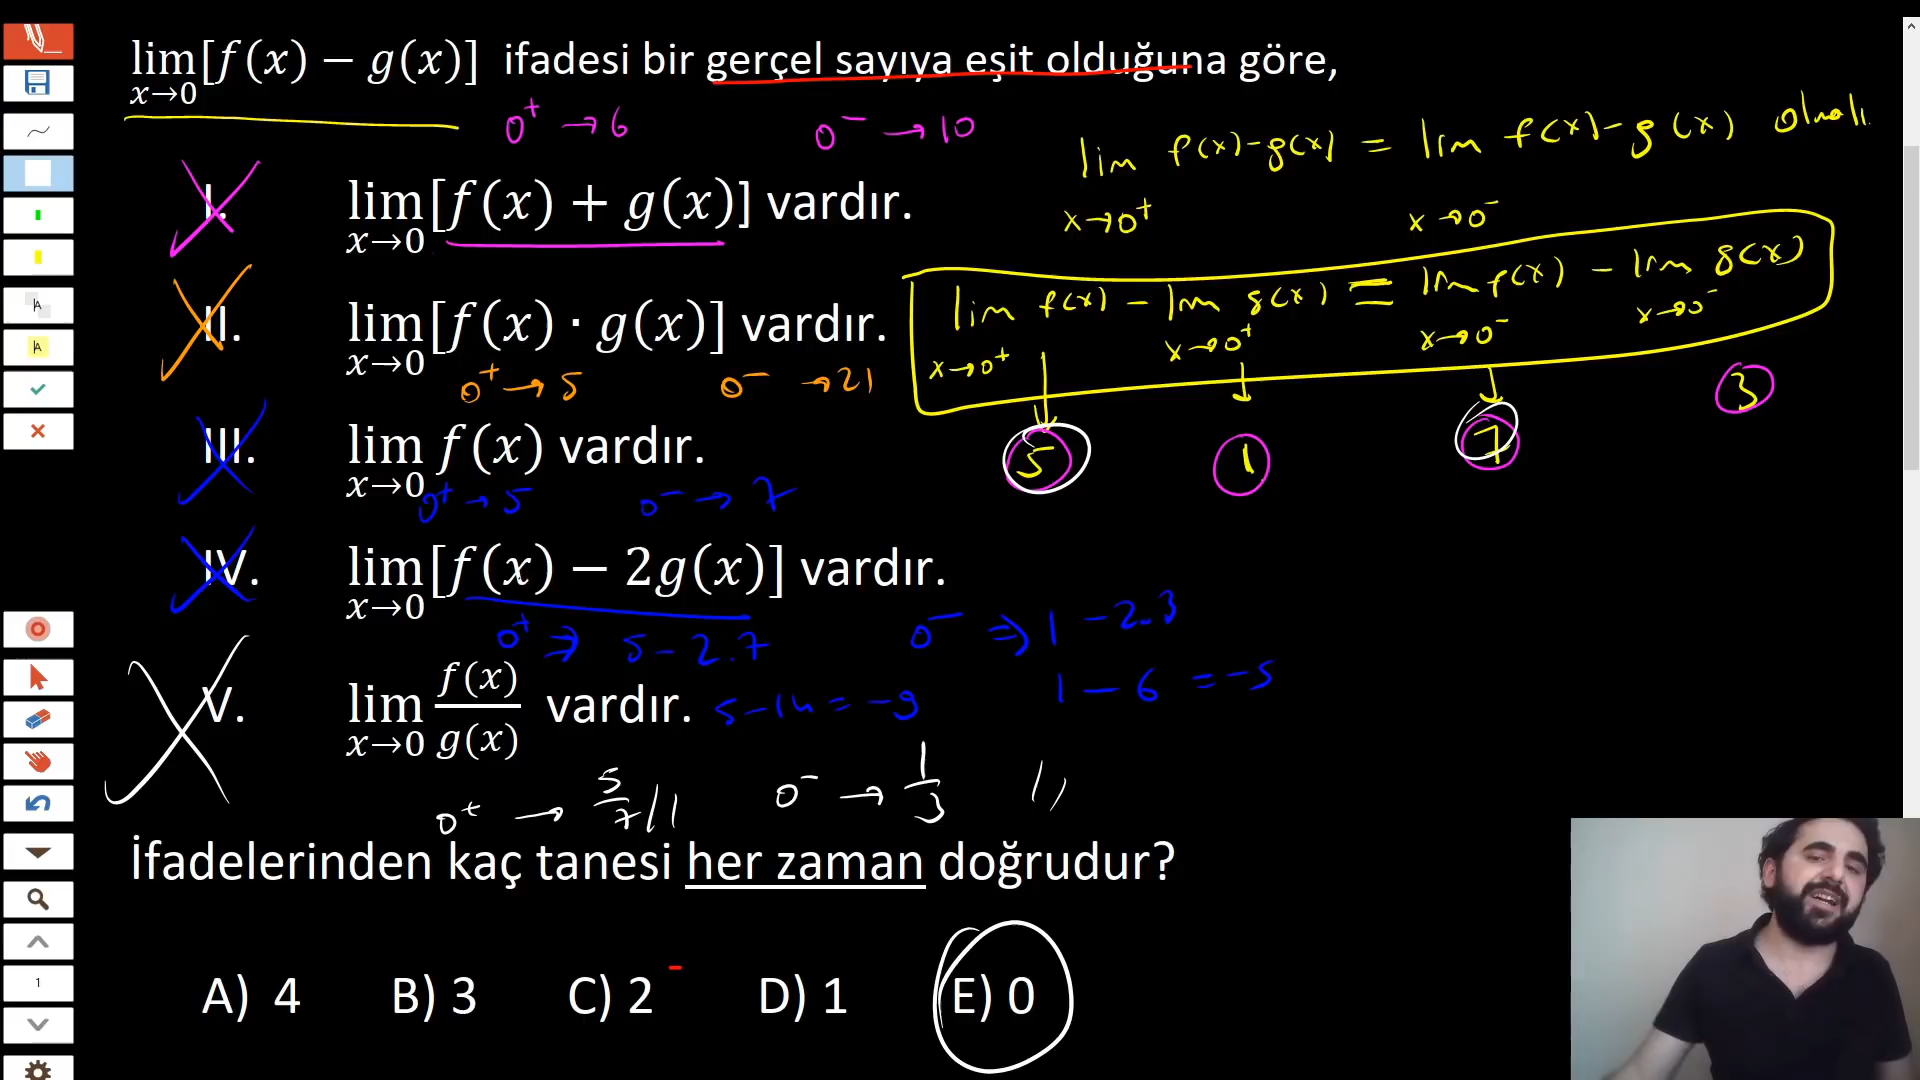 lim x→0 [f(x) − g(x)] ifadesi bir gerçel sayıya eşit olduğuna göre,
0⁺ → 6 0⁻ → 10
lim x→0⁺ f(x)-g(x) = lim x→0⁻ f(x)-g(x) olmalı
I. lim x→0 [f(x) + g(x)] vardır.
lim x→0⁺ f(x) − lim x→0⁺ g(x) = lim x→0⁻ f(x) − lim x→0⁻ g(x)
5 1 7 3
II. lim x→0 [f(x) · g(x)] vardır.
0⁺ → 5 0⁻ → 21
III. lim x→0 f(x) vardır.
0⁺ → 5 0⁻ → 7
IV. lim x→0 [f(x) − 2g(x)] vardır.
0⁺ ⇒ 5 − 2.7 0⁻ ⇒ 1 − 2.3
V. lim x→0 f(x)/g(x) vardır. 5-14 = -9 1 − 6 = -5
0⁺ → 5/7 // 0⁻ → 1/3 //
İfadelerinden kaç tanesi her zaman doğrudur?
A) 4 B) 3 C) 2 D) 1 E) 0
A
A
1